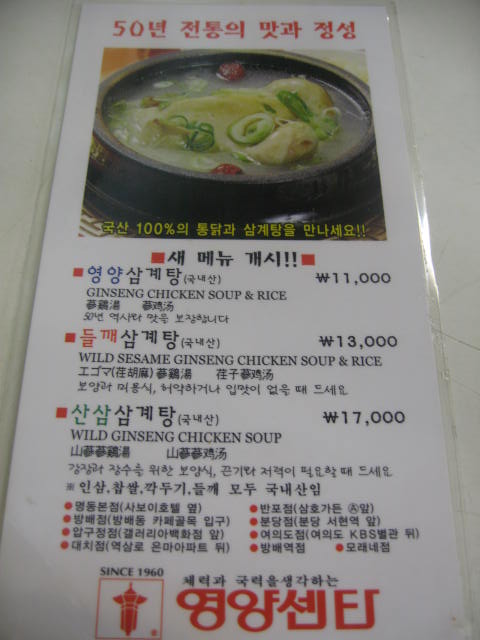 50년 전통의 맛과 정성
국산 100%의 통닭과 삼계탕을 만나세요!!
■새 메뉴 개시!!■
■영양삼계탕(국내산) ₩11,000
GINSENG CHICKEN SOUP & RICE
蔘鷄湯 蔘鸡汤
50년 역사와 맛을 보장합니다
■들깨삼계탕(국내산) ₩13,000
WILD SESAME GINSENG CHICKEN SOUP & RICE
エゴマ(荏胡麻)蔘鷄湯 荏子蔘鸡汤
보양과 미용식, 허약하거나 입맛이 없을 때 드세요
■산삼삼계탕(국내산) ₩17,000
WILD GINSENG CHICKEN SOUP
山蔘蔘鷄湯 山蔘蔘鸡汤
강장과 장수를 위한 보양식, 끈기와 저력이 필요할 때 드세요
※인삼,찹쌀,깍두기,들깨 모두 국내산임
●명동본점(사보이호텔 옆) ●반포점(삼호가든 Ⓐ앞)
●방배점(방배동 카페골목 입구) ●분당점(분당 서현역 앞)
●압구정점(갤러리아백화점 앞) ●여의도점(여의도 KBS별관 뒤)
●대치점(역삼로 은마아파트 뒤) ●방배역점 ●모래네점
SINCE 1960 체력과 국력을생각하는
영양센타